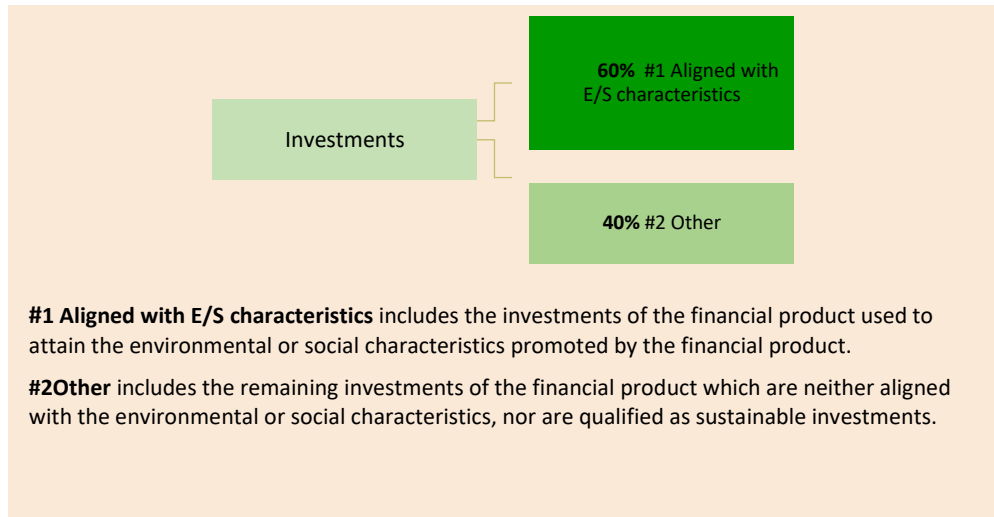 60% #1 Aligned with
E/S characteristics
Investments
40% #2 Other
#1 Aligned with E/S characteristics includes the investments of the financial product used to
attain the environmental or social characteristics promoted by the financial product.
#2Other includes the remaining investments of the financial product which are neither aligned
with the environmental or social characteristics, nor are qualified as sustainable investments.